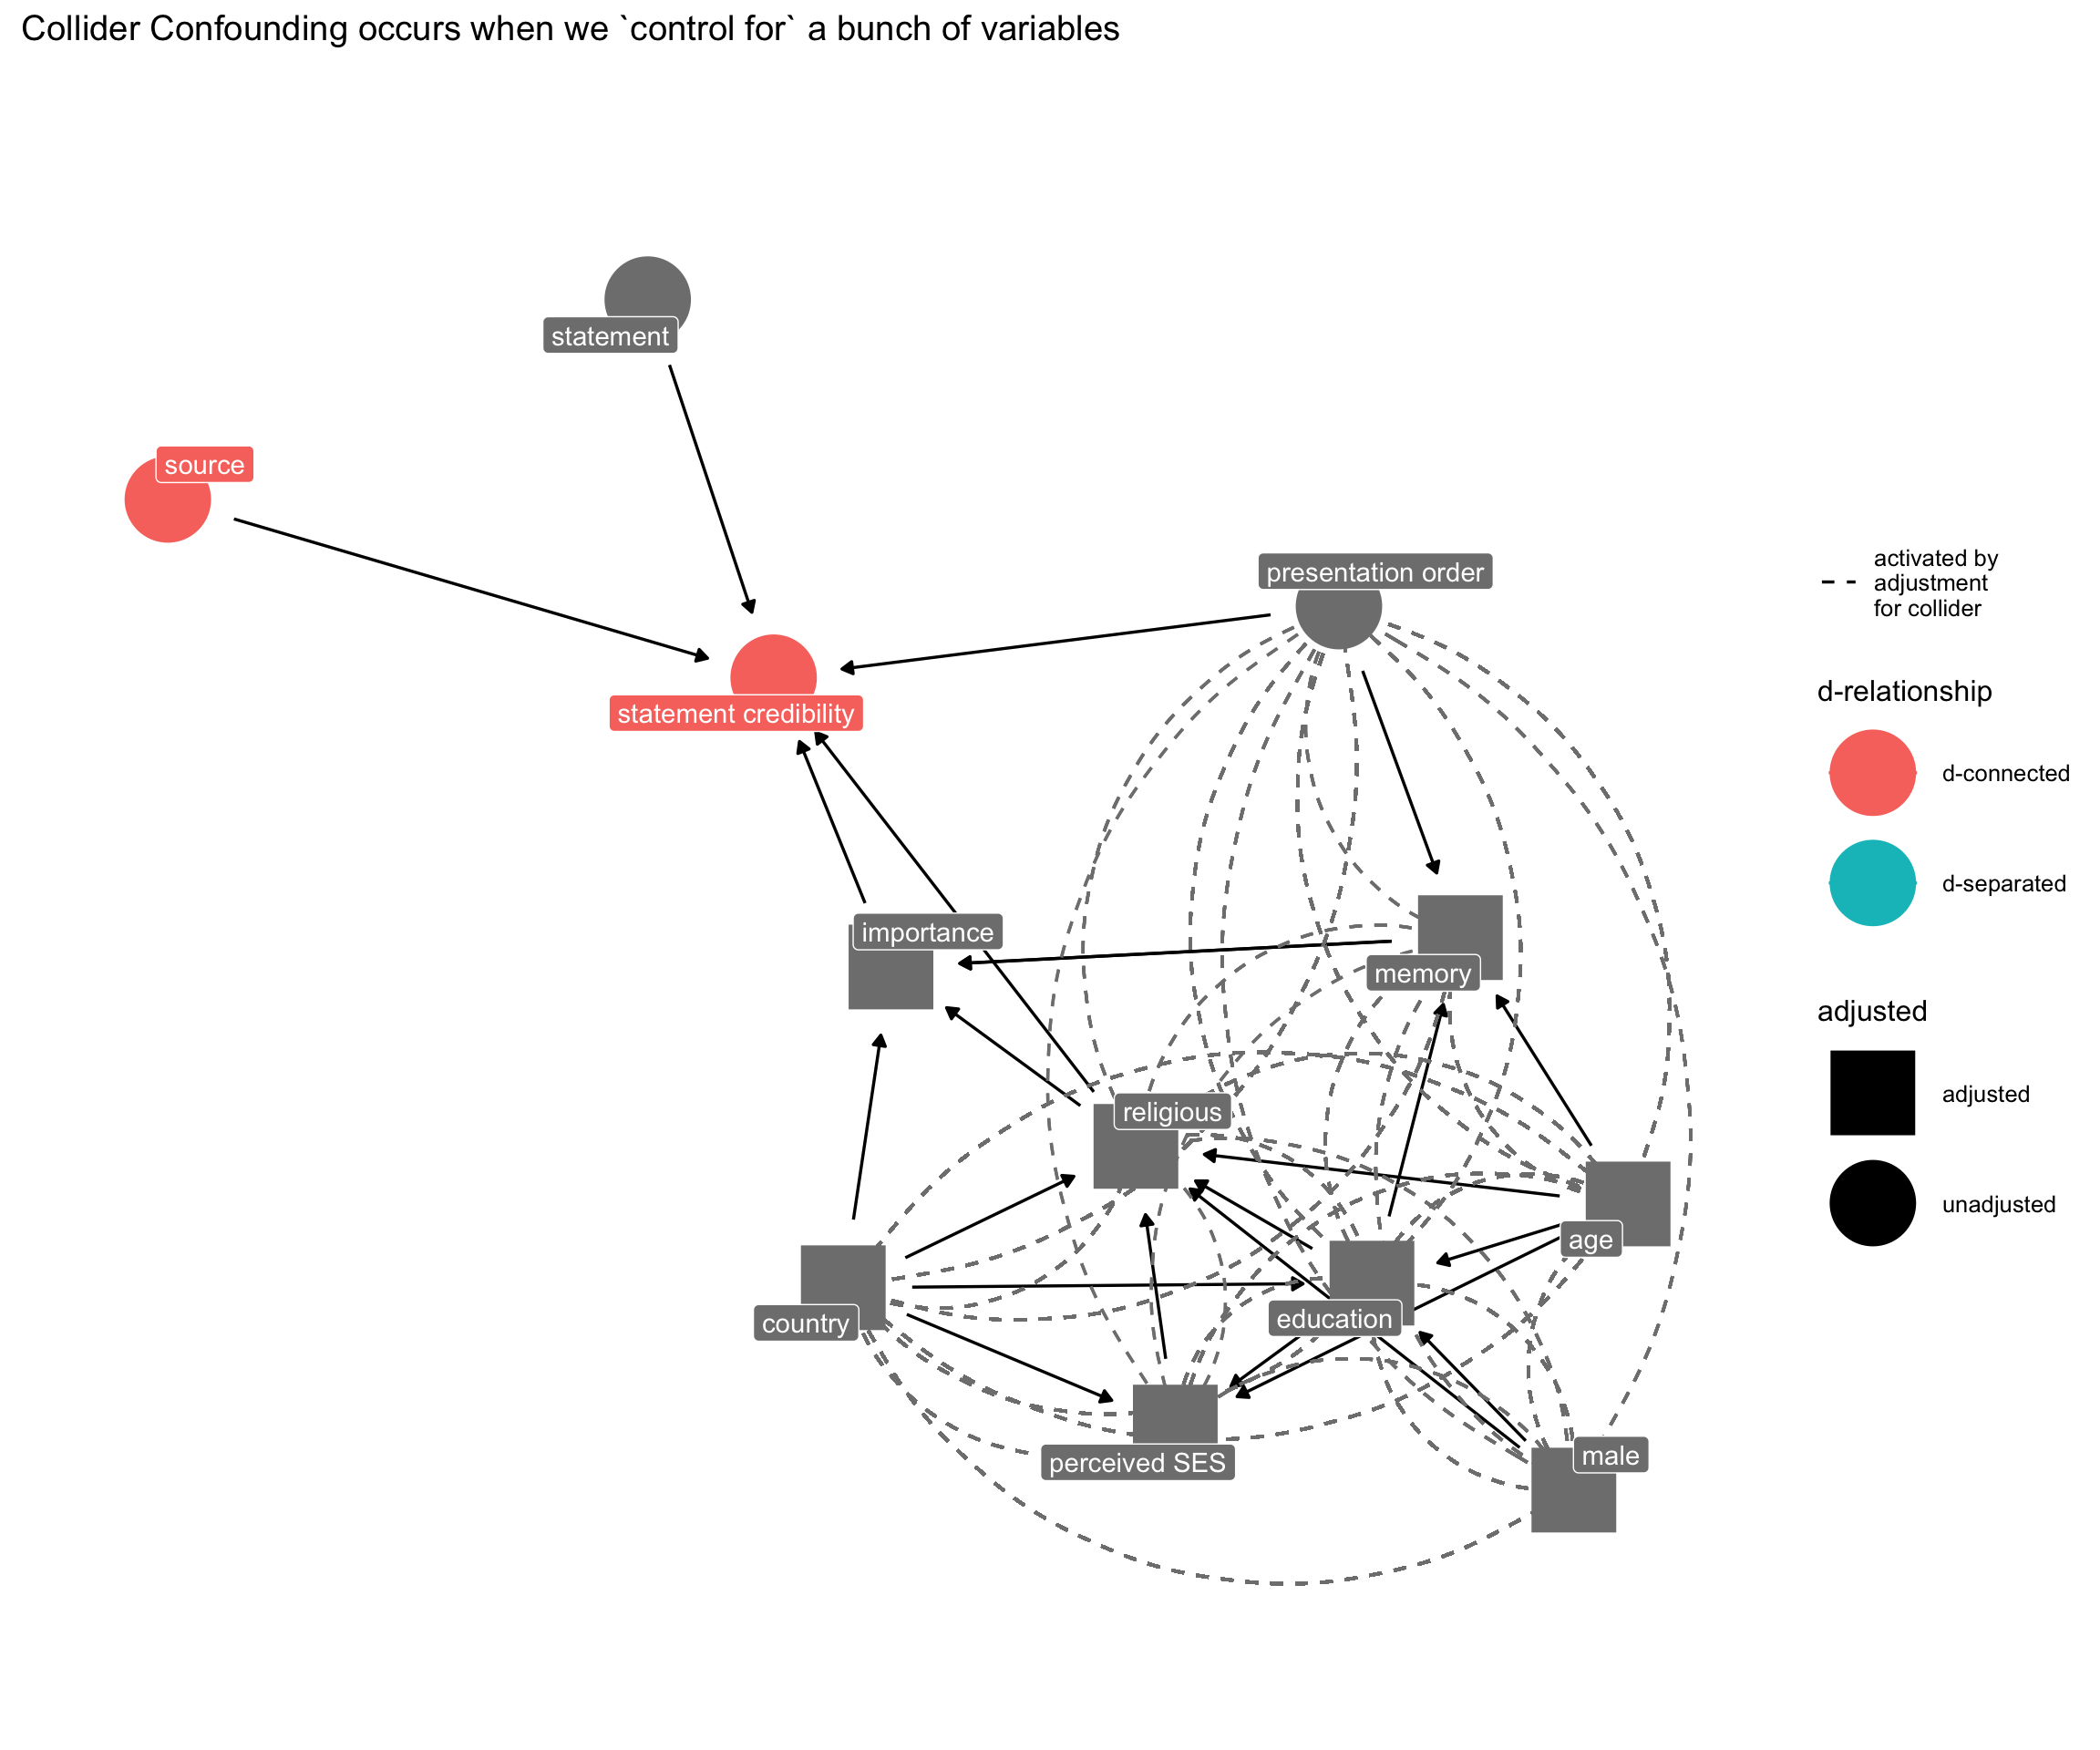 Collider Confounding occurs when we `control for` a bunch of variables
statement
source
presentation order
statement credibility
importance
memory
religious
age
country
education
perceived SES
male
activated by
adjustment
for collider
d-relationship
d-connected
d-separated
adjusted
adjusted
unadjusted